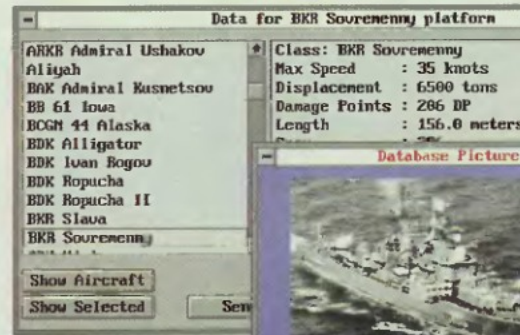 Data for BKR Sovremenny platform
ARKR Admiral Ushakov
Aliyah
BAK Admiral Kusnetsov
BB 61 Iowa
BCGN 44 Alaska
BDK Alligator
BDK Ivan Rogov
BDK Ropucha
BDK Ropucha II
BKR Slava
BKR Sovremenny
Show Aircraft
Show Selected
Sen
Class: BKR Sovremenny
Max Speed : 35 knots
Displacement : 6500 tons
Damage Points : 206 DP
Length : 156.0 meters
Database Picture